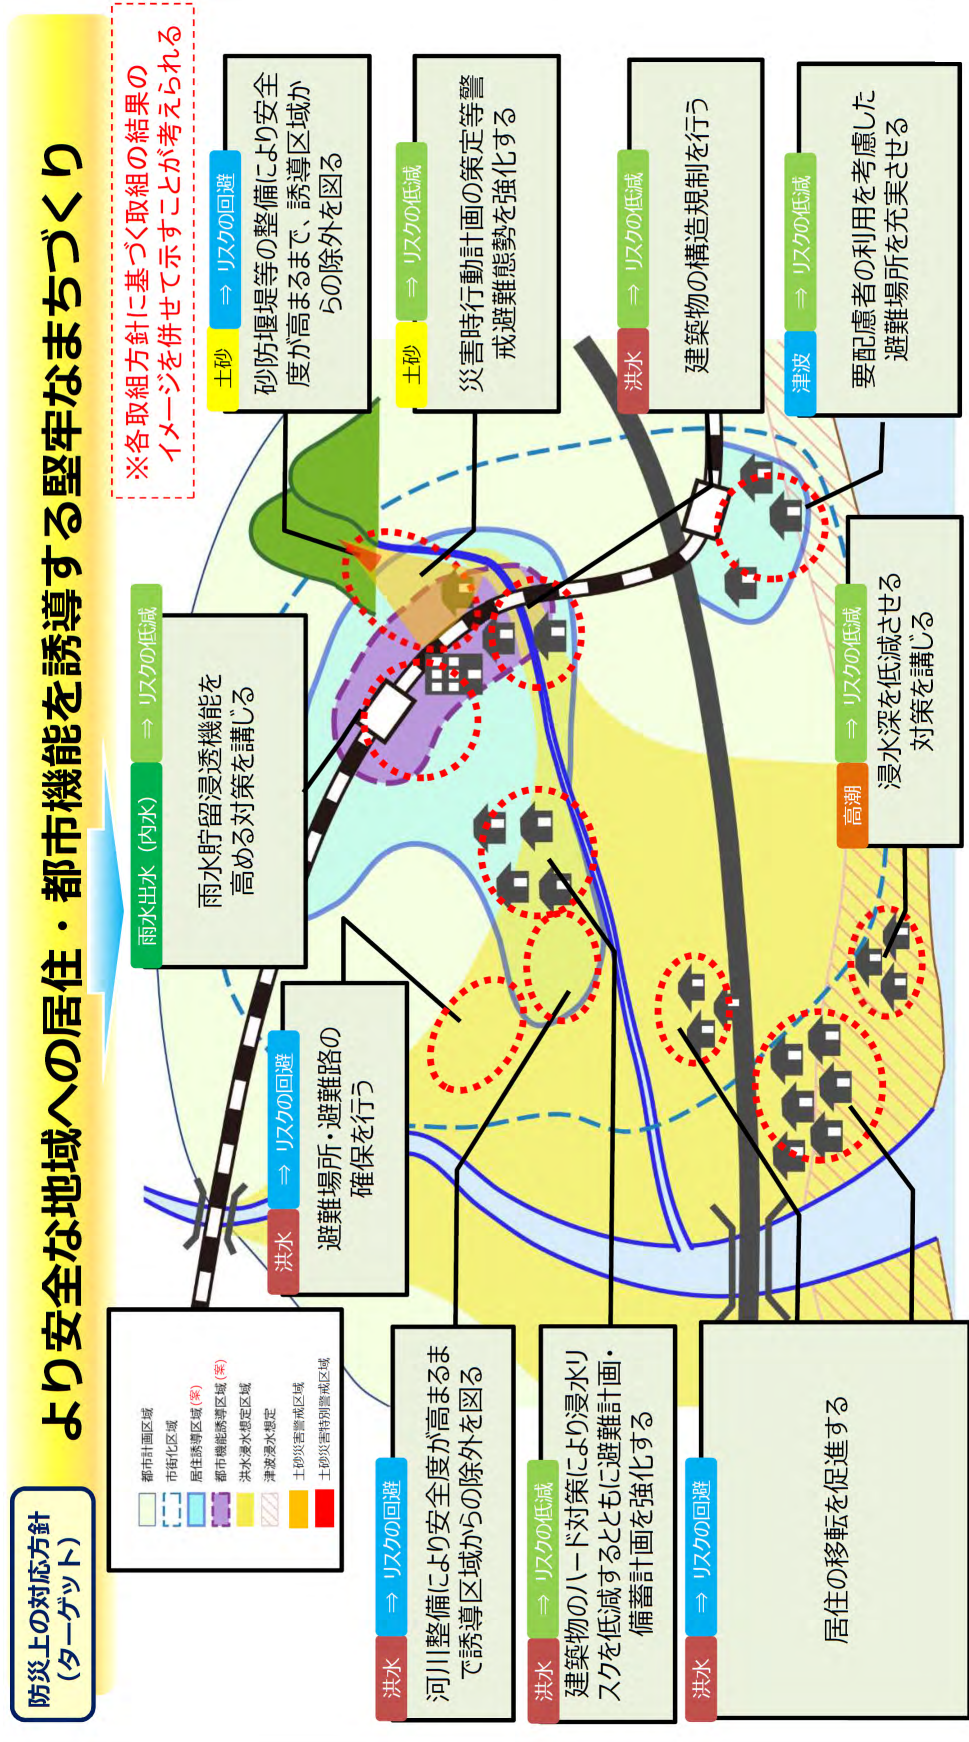 防災上の対応方針
（ターゲット）
より安全な地域への居住・都市機能を誘導する堅牢なまちづくり
※各取組方針に基づく取組の結果の
イメージを併せて示すことが考えられる
都市計画区域
市街化区域
居住誘導区域(案)
都市機能誘導区域(案)
洪水浸水想定区域
津波浸水想定
土砂災害警戒区域
土砂災害特別警戒区域
雨水出水（内水）
⇒ リスクの低減
雨水貯留浸透機能を
高める対策を講じる
土砂
⇒ リスクの回避
砂防堰堤等の整備により安全
度が高まるまで、誘導区域か
らの除外を図る
洪水
⇒ リスクの回避
避難場所・避難路の
確保を行う
土砂
⇒ リスクの低減
災害時行動計画の策定等警
戒避難態勢を強化する
洪水
⇒ リスクの回避
河川整備により安全度が高まるま
で誘導区域からの除外を図る
洪水
⇒ リスクの低減
建築物の構造規制を行う
洪水
⇒ リスクの低減
建築物のハード対策により浸水リ
スクを低減するとともに避難計画・
備蓄計画を強化する
津波
⇒ リスクの低減
要配慮者の利用を考慮した
避難場所を充実させる
洪水
⇒ リスクの回避
居住の移転を促進する
高潮
⇒ リスクの低減
浸水深を低減させる
対策を講じる